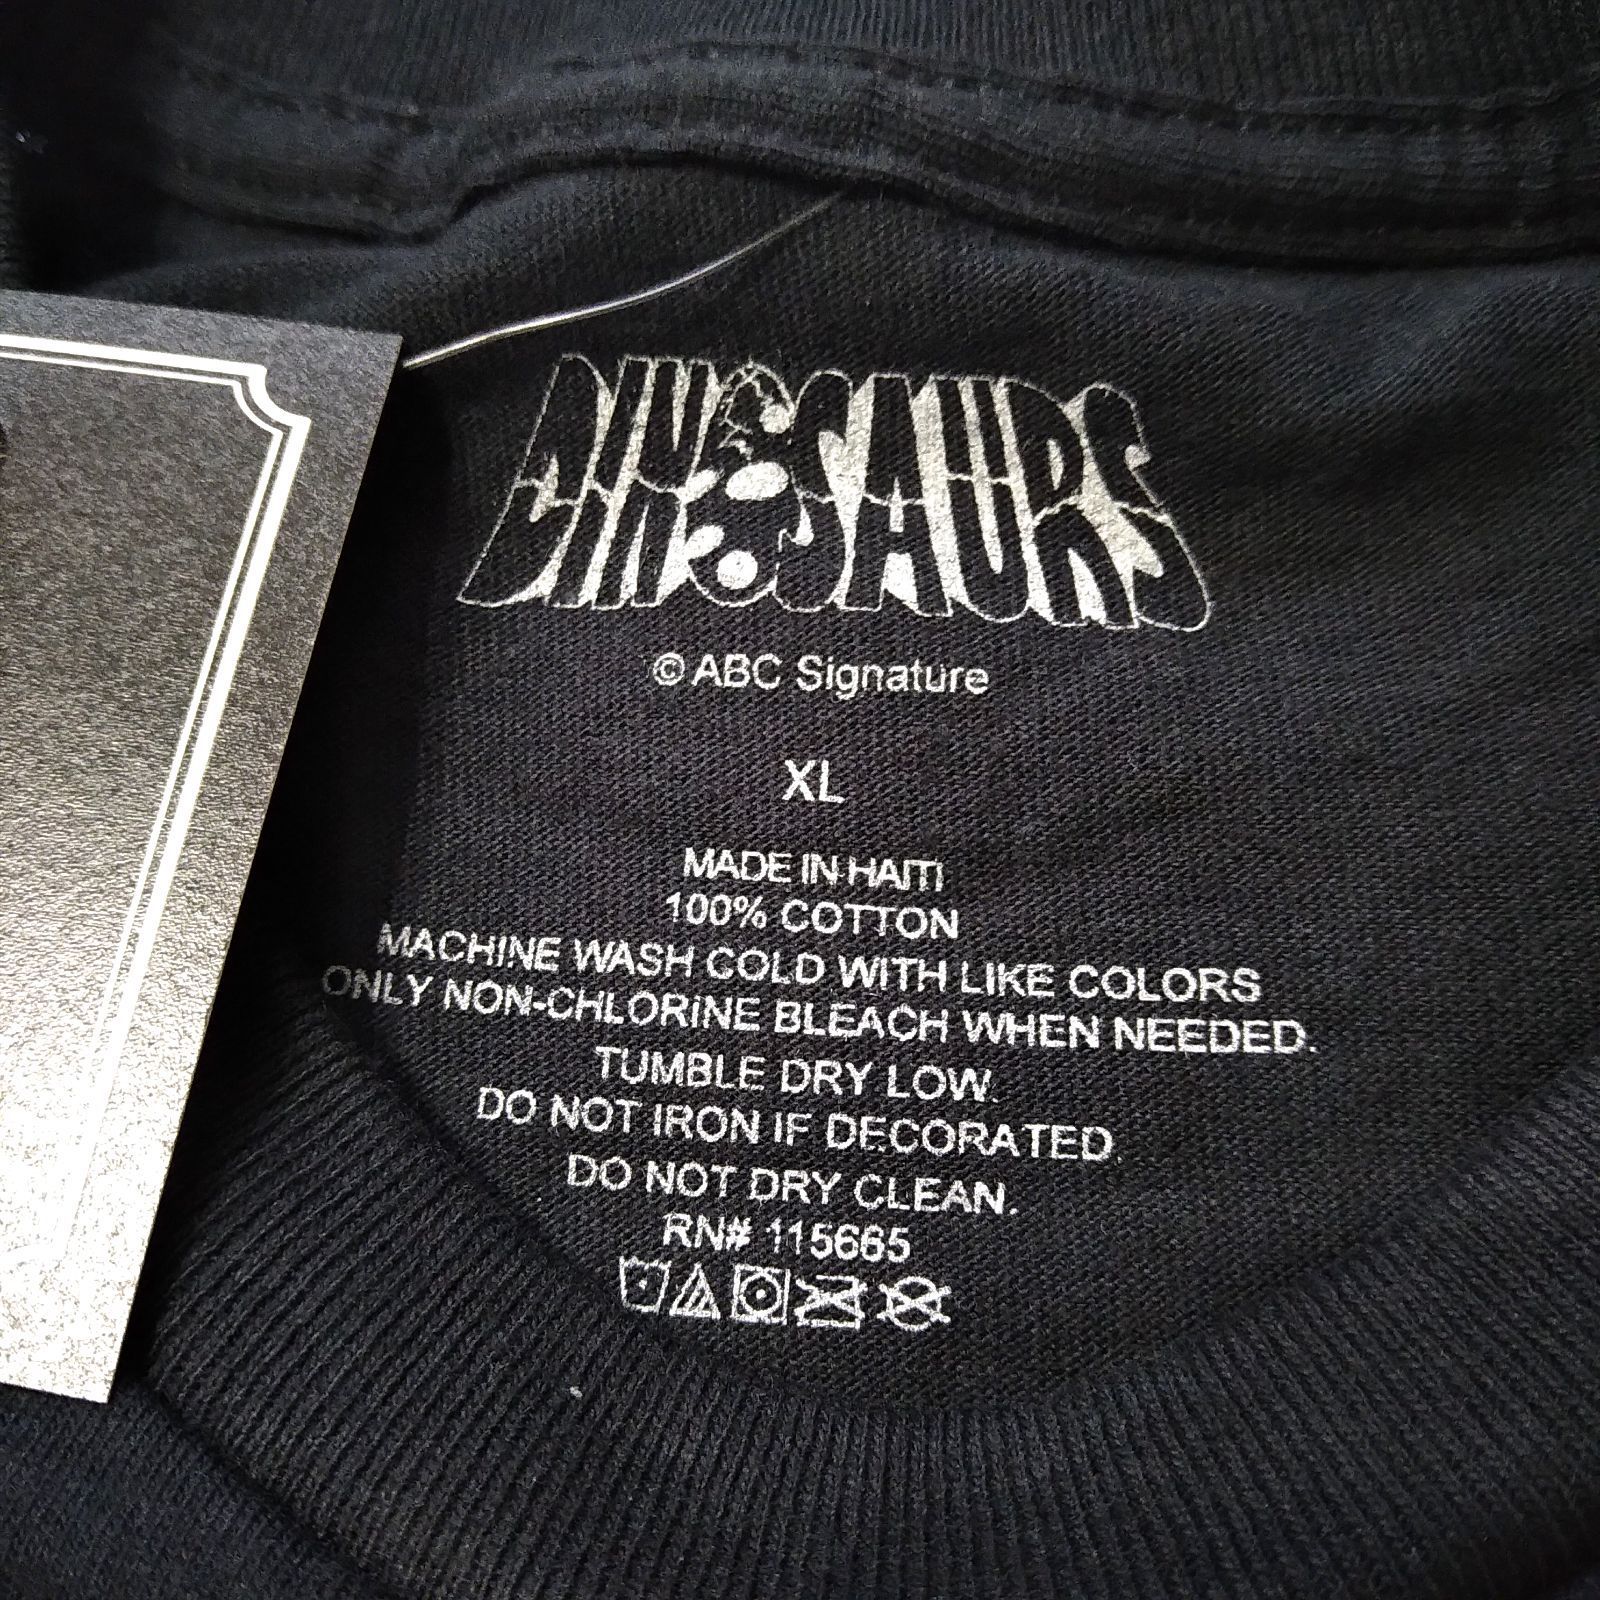 DINOSAURS
© ABC Signature
XL
MADE IN HAITI
100% COTTON
MACHINE WASH COLD WITH LIKE COLORS
ONLY NON-CHLORINE BLEACH WHEN NEEDED.
TUMBLE DRY LOW.
DO NOT IRON IF DECORATED.
DO NOT DRY CLEAN.
RN# 115665